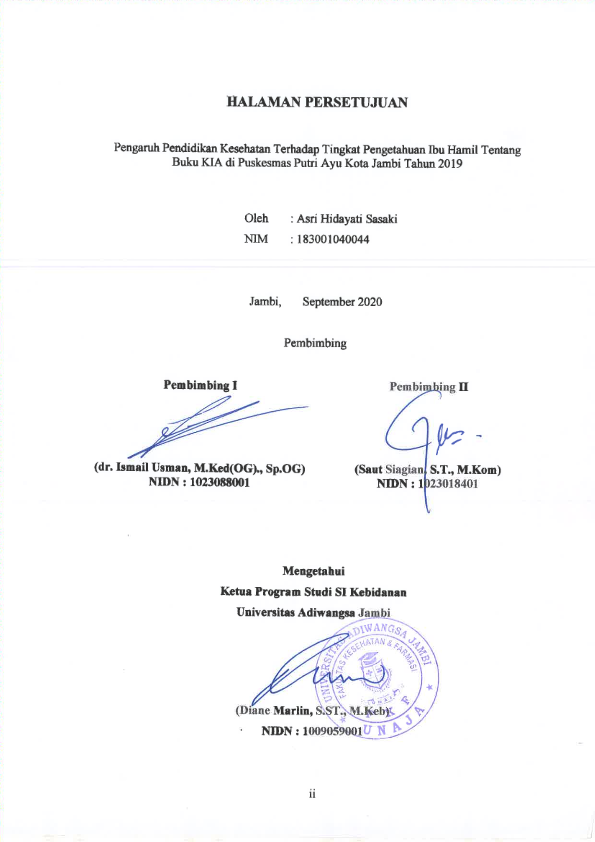 HALAMAN PERSETUJUAN
Pengaruh Pendidikan Kesehatan Terhadap Tingkat Pengetahuan Ibu Hamil Tentang
Buku KIA di Puskesmas Putri Ayu Kota Jambi Tahun 2019
Oleh : Asri Hidayati Sasaki
NIM : 183001040044
Jambi, September 2020
Pembimbing
Pembimbing I Pembimbing II
(dr. Ismail Usman, M.Ked(OG)., Sp.OG) (Saut Siagian, S.T., M.Kom)
NIDN : 1023088001 NIDN : 1023018401
Mengetahui
Ketua Program Studi SI Kebidanan
Universitas Adiwangsa Jambi
UNIVERSITAS ADIWANGSA JAMBI
FAKULTAS KESEHATAN & FARMASI
FKF
UNAJA
(Diane Marlin, S.ST., M.Keb)
NIDN : 1009059001
ii